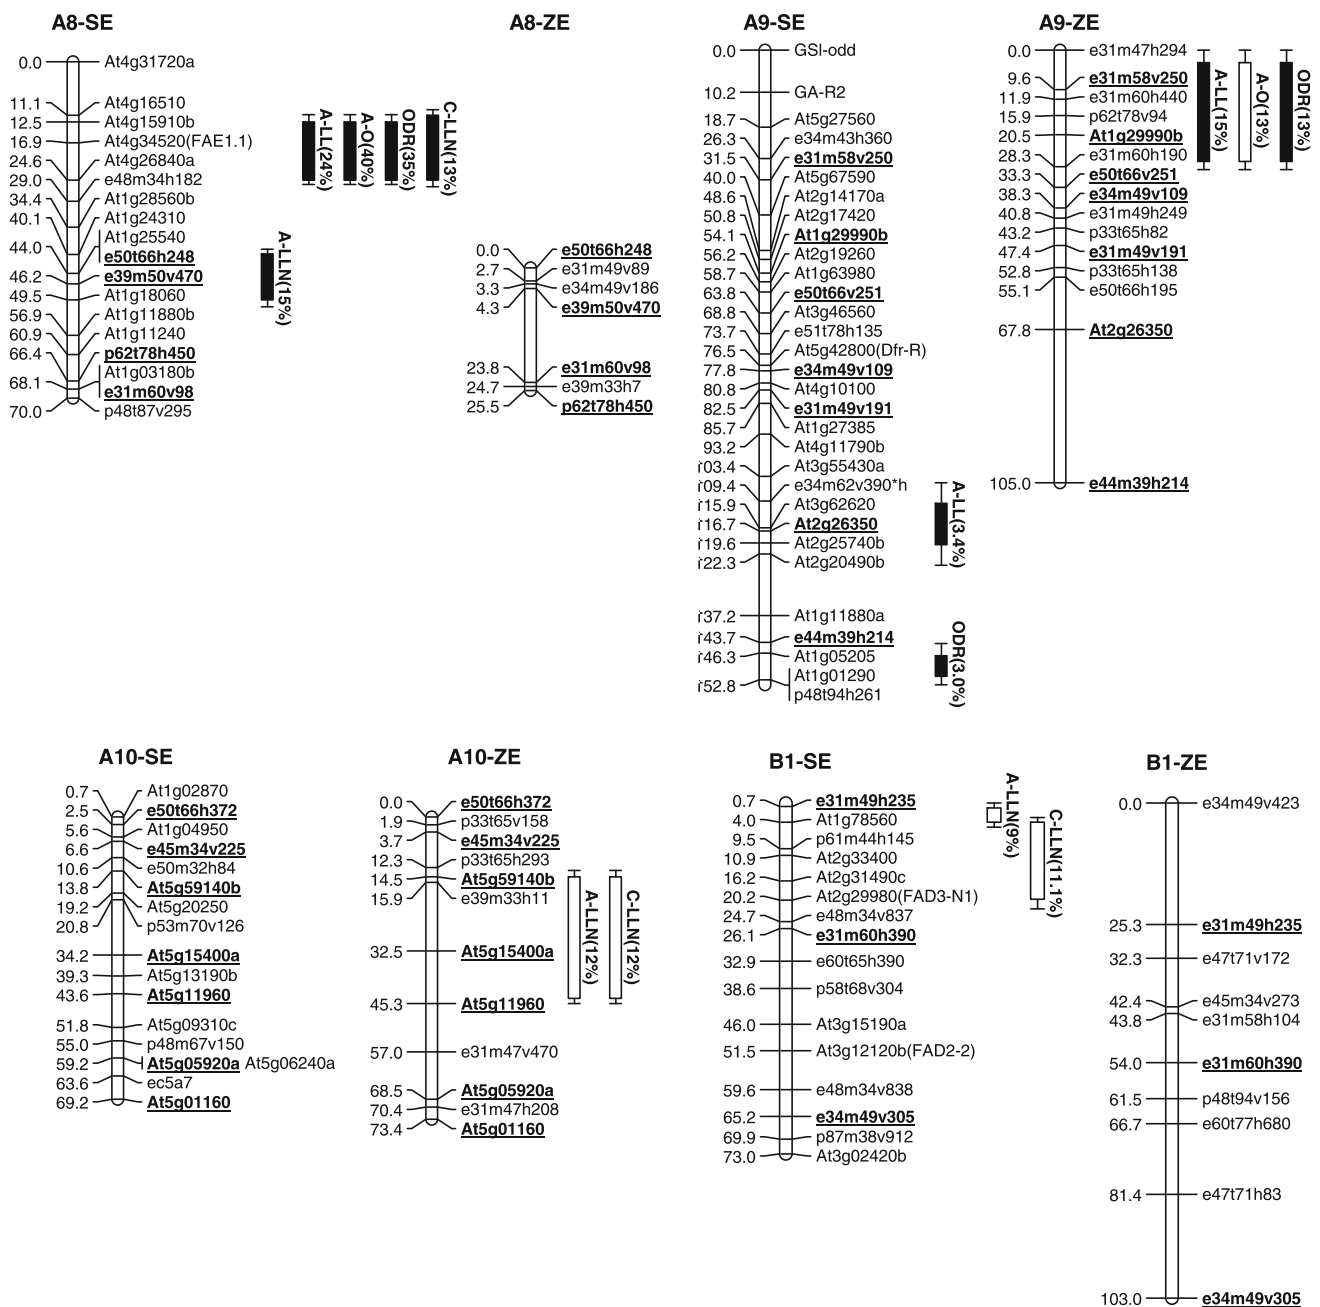 A8-SE
0.0 At4g31720a
11.1 At4g16510
12.5 At4g15910b
16.9 At4g34520(FAE1.1)
24.6 At4g26840a
29.0 e48m34h182
34.4 At1g28560b
40.1 At1g24310
At1g25540
44.0 e50t66h248
46.2 e39m50v470
49.5 At1g18060
56.9 At1g11880b
60.9 At1g11240
66.4 p62t78h450
At1g03180b
68.1 e31m60v98
70.0 p48t87v295
A-LL(24%)
A-O(40%)
ODR(35%)
C-LLN(13%)
A-LLN(15%)
A8-ZE
0.0 e50t66h248
2.7 e31m49v89
3.3 e34m49v186
4.3 e39m50v470
23.8 e31m60v98
24.7 e39m33h7
25.5 p62t78h450
A9-SE
0.0 GSl-odd
10.2 GA-R2
18.7 At5g27560
26.3 e34m43h360
31.5 e31m58v250
40.0 At5g67590
48.6 At2g14170a
50.8 At2g17420
54.1 At1g29990b
56.2 At2g19260
58.7 At1g63980
63.8 e50t66v251
68.8 At3g46560
73.7 e51t78h135
76.5 At5g42800(Dfr-R)
77.8 e34m49v109
80.8 At4g10100
82.5 e31m49v191
85.7 At1g27385
93.2 At4g11790b
103.4 At3g55430a
109.4 e34m62v390*h
115.9 At3g62620
116.7 At2g26350
119.6 At2g25740b
122.3 At2g20490b
137.2 At1g11880a
143.7 e44m39h214
146.3 At1g05205
At1g01290
152.8 p48t94h261
A-LL(3.4%)
ODR(3.0%)
A9-ZE
0.0 e31m47h294
9.6 e31m58v250
11.9 e31m60h440
15.9 p62t78v94
20.5 At1g29990b
28.3 e31m60h190
33.3 e50t66v251
38.3 e34m49v109
40.8 e31m49h249
43.2 p33t65h82
47.4 e31m49v191
52.8 p33t65h138
55.1 e50t66h195
67.8 At2g26350
105.0 e44m39h214
A-LL(15%)
A-O(13%)
ODR(13%)
A10-SE
0.7 At1g02870
2.5 e50t66h372
5.6 At1g04950
6.6 e45m34v225
10.6 e50m32h84
13.8 At5g59140b
19.2 At5g20250
20.8 p53m70v126
34.2 At5g15400a
39.3 At5g13190b
43.6 At5g11960
51.8 At5g09310c
55.0 p48m67v150
59.2 At5g05920a At5g06240a
63.6 ec5a7
69.2 At5g01160
A10-ZE
0.0 e50t66h372
1.9 p33t65v158
3.7 e45m34v225
12.3 p33t65h293
14.5 At5g59140b
15.9 e39m33h11
32.5 At5g15400a
45.3 At5g11960
57.0 e31m47v470
68.5 At5g05920a
70.4 e31m47h208
73.4 At5g01160
A-LLN(12%)
C-LLN(12%)
B1-SE
0.7 e31m49h235
4.0 At1g78560
9.5 p61m44h145
10.9 At2g33400
16.2 At2g31490c
20.2 At2g29980(FAD3-N1)
24.7 e48m34v837
26.1 e31m60h390
32.9 e60t65h390
38.6 p58t68v304
46.0 At3g15190a
51.5 At3g12120b(FAD2-2)
59.6 e48m34v838
65.2 e34m49v305
69.9 p87m38v912
73.0 At3g02420b
A-LLN(9%)
C-LLN(11.1%)
B1-ZE
0.0 e34m49v423
25.3 e31m49h235
32.3 e47t71v172
42.4 e45m34v273
43.8 e31m58h104
54.0 e31m60h390
61.5 p48t94v156
66.7 e60t77h680
81.4 e47t71h83
103.0 e34m49v305